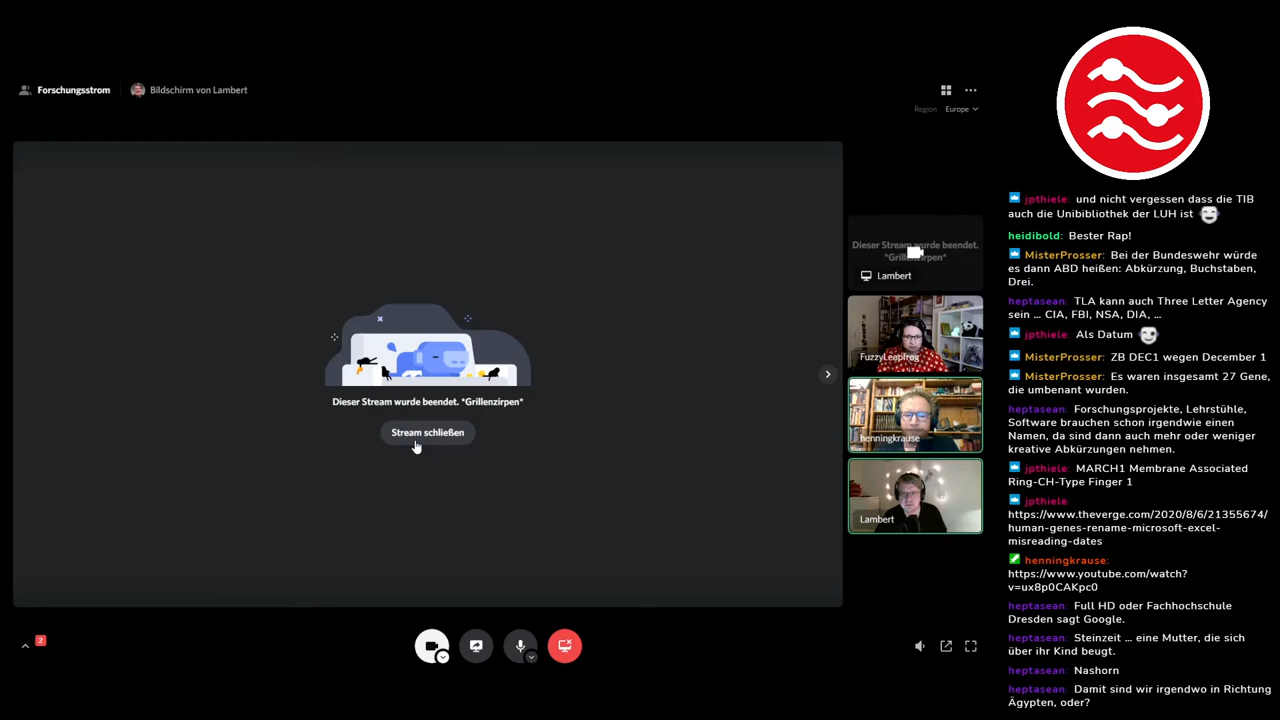 Forschungsstrom
Bildschirm von Lambert
Region Europe
Dieser Stream wurde beendet. *Grillenzirpen*
Stream schließen
Dieser Stream wurde beendet.
*Grillenzirpen*
Lambert
FuzzyLeapfrog
henningkrause
Lambert
2
jpthiele: und nicht vergessen dass die TIB
auch die Unibibliothek der LUH ist
heidibold: Bester Rap!
MisterProsser: Bei der Bundeswehr würde
es dann ABD heißen: Abkürzung, Buchstaben,
Drei.
heptasean: TLA kann auch Three Letter Agency
sein … CIA, FBI, NSA, DIA, …
jpthiele: Als Datum
MisterProsser: ZB DEC1 wegen December 1
MisterProsser: Es waren insgesamt 27 Gene,
die umbenannt wurden.
heptasean: Forschungsprojekte, Lehrstühle,
Software brauchen schon irgendwie einen
Namen, da sind dann auch mehr oder weniger
kreative Abkürzungen nehmen.
jpthiele: MARCH1 Membrane Associated
Ring-CH-Type Finger 1
jpthiele:
https://www.theverge.com/2020/8/6/21355674/
human-genes-rename-microsoft-excel-
misreading-dates
henningkrause:
https://www.youtube.com/watch?
v=ux8p0CAKpc0
heptasean: Full HD oder Fachhochschule
Dresden sagt Google.
heptasean: Steinzeit … eine Mutter, die sich
über ihr Kind beugt.
heptasean: Nashorn
heptasean: Damit sind wir irgendwo in Richtung
Ägypten, oder?